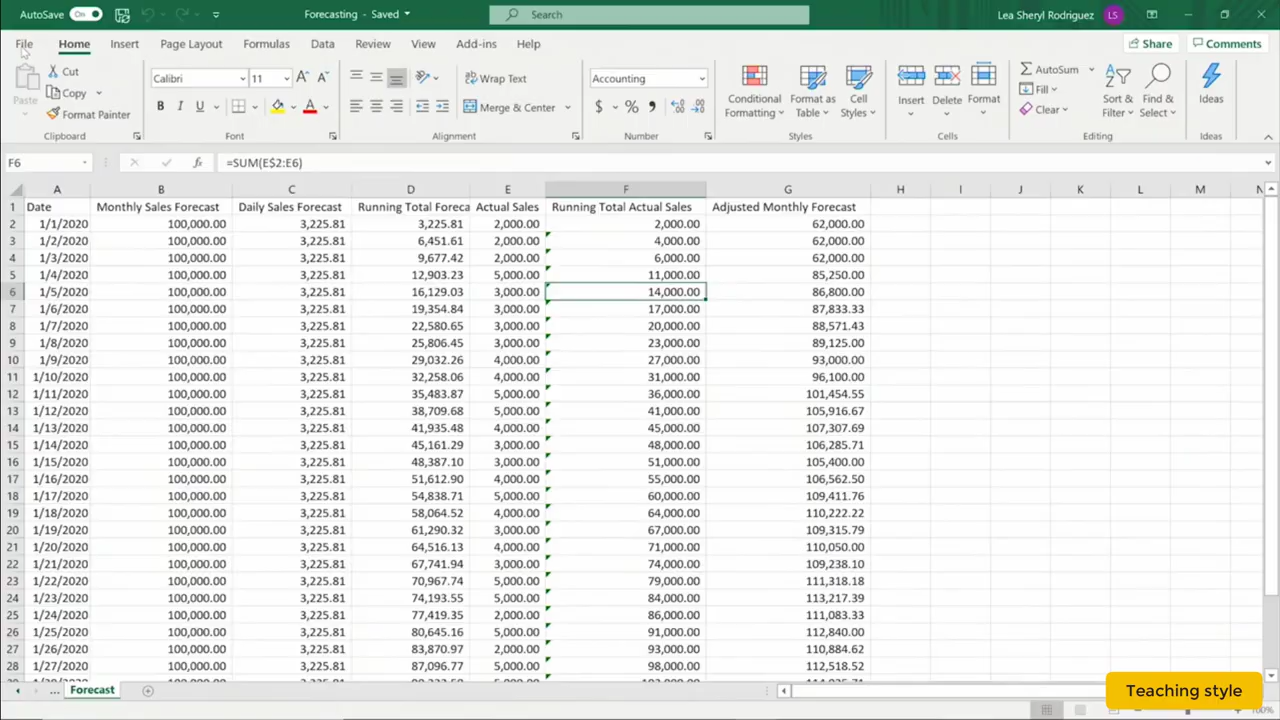 AutoSave On Forecasting - Saved Search Lea Sheryl Rodriguez LS
File Home Insert Page Layout Formulas Data Review View Add-ins Help Share Comments
Paste Cut Copy Format Painter
Calibri 11 B I U A
Wrap Text Merge & Center
Accounting $ %
Conditional Formatting Format as Table Cell Styles
Insert Delete Format
AutoSum Fill Clear Sort & Filter Find & Select Ideas
Clipboard Font Alignment Number Styles Cells Editing Ideas
F6 fx =SUM(E$2:E6)
A B C D E F G H I J K L M N
1 Date Monthly Sales Forecast Daily Sales Forecast Running Total Foreca Actual Sales Running Total Actual Sales Adjusted Monthly Forecast
2 1/1/2020 100,000.00 3,225.81 3,225.81 2,000.00 2,000.00 62,000.00
3 1/2/2020 100,000.00 3,225.81 6,451.61 2,000.00 4,000.00 62,000.00
4 1/3/2020 100,000.00 3,225.81 9,677.42 2,000.00 6,000.00 62,000.00
5 1/4/2020 100,000.00 3,225.81 12,903.23 5,000.00 11,000.00 85,250.00
6 1/5/2020 100,000.00 3,225.81 16,129.03 3,000.00 14,000.00 86,800.00
7 1/6/2020 100,000.00 3,225.81 19,354.84 3,000.00 17,000.00 87,833.33
8 1/7/2020 100,000.00 3,225.81 22,580.65 3,000.00 20,000.00 88,571.43
9 1/8/2020 100,000.00 3,225.81 25,806.45 3,000.00 23,000.00 89,125.00
10 1/9/2020 100,000.00 3,225.81 29,032.26 4,000.00 27,000.00 93,000.00
11 1/10/2020 100,000.00 3,225.81 32,258.06 4,000.00 31,000.00 96,100.00
12 1/11/2020 100,000.00 3,225.81 35,483.87 5,000.00 36,000.00 101,454.55
13 1/12/2020 100,000.00 3,225.81 38,709.68 5,000.00 41,000.00 105,916.67
14 1/13/2020 100,000.00 3,225.81 41,935.48 4,000.00 45,000.00 107,307.69
15 1/14/2020 100,000.00 3,225.81 45,161.29 3,000.00 48,000.00 106,285.71
16 1/15/2020 100,000.00 3,225.81 48,387.10 3,000.00 51,000.00 105,400.00
17 1/16/2020 100,000.00 3,225.81 51,612.90 4,000.00 55,000.00 106,562.50
18 1/17/2020 100,000.00 3,225.81 54,838.71 5,000.00 60,000.00 109,411.76
19 1/18/2020 100,000.00 3,225.81 58,064.52 4,000.00 64,000.00 110,222.22
20 1/19/2020 100,000.00 3,225.81 61,290.32 3,000.00 67,000.00 109,315.79
21 1/20/2020 100,000.00 3,225.81 64,516.13 4,000.00 71,000.00 110,050.00
22 1/21/2020 100,000.00 3,225.81 67,741.94 3,000.00 74,000.00 109,238.10
23 1/22/2020 100,000.00 3,225.81 70,967.74 5,000.00 79,000.00 111,318.18
24 1/23/2020 100,000.00 3,225.81 74,193.55 5,000.00 84,000.00 113,217.39
25 1/24/2020 100,000.00 3,225.81 77,419.35 2,000.00 86,000.00 111,083.33
26 1/25/2020 100,000.00 3,225.81 80,645.16 5,000.00 91,000.00 112,840.00
27 1/26/2020 100,000.00 3,225.81 83,870.97 2,000.00 93,000.00 110,884.62
28 1/27/2020 100,000.00 3,225.81 87,096.77 5,000.00 98,000.00 112,518.52
... Forecast
Teaching style
100%